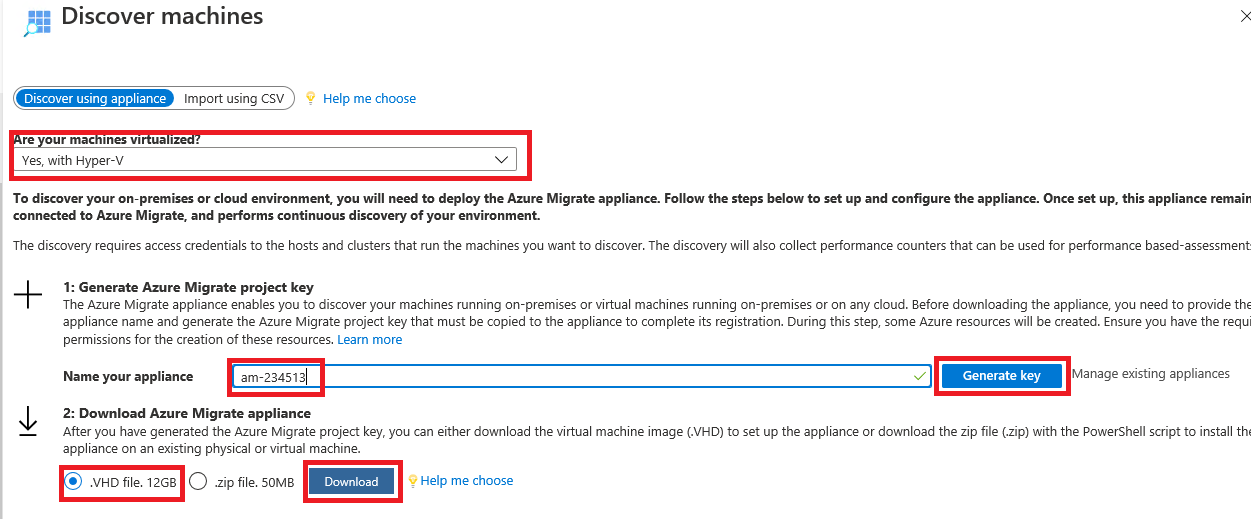 Discover machines
Discover using appliance Import using CSV Help me choose
Are your machines virtualized?
Yes, with Hyper-V
To discover your on-premises or cloud environment, you will need to deploy the Azure Migrate appliance. Follow the steps below to set up and configure the appliance. Once set up, this appliance remain
connected to Azure Migrate, and performs continuous discovery of your environment.
The discovery requires access credentials to the hosts and clusters that run the machines you want to discover. The discovery will also collect performance counters that can be used for performance based-assessments
1: Generate Azure Migrate project key
The Azure Migrate appliance enables you to discover your machines running on-premises or virtual machines running on-premises or on any cloud. Before downloading the appliance, you need to provide the
appliance name and generate the Azure Migrate project key that must be copied to the appliance to complete its registration. During this step, some Azure resources will be created. Ensure you have the requi
permissions for the creation of these resources. Learn more
Name your appliance am-234513 Generate key Manage existing appliances
2: Download Azure Migrate appliance
After you have generated the Azure Migrate project key, you can either download the virtual machine image (.VHD) to set up the appliance or download the zip file (.zip) with the PowerShell script to install the
appliance on an existing physical or virtual machine.
.VHD file. 12GB .zip file. 50MB Download Help me choose